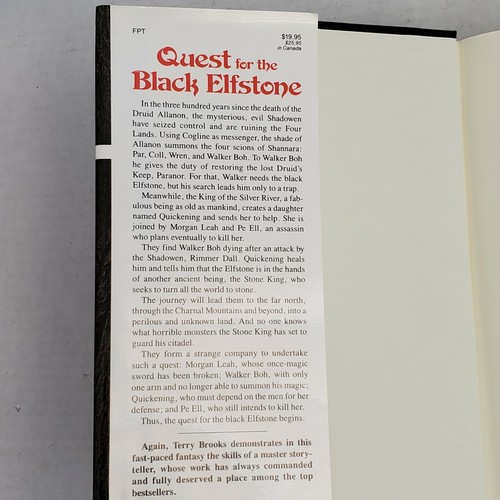 FPT
$19.95
$25.95
in Canada
Quest for the
Black Elfstone
In the three hundred years since the death of the
Druid Allanon, the mysterious, evil Shadowen
have seized control and are ruining the Four
Lands. Using Cogline as messenger, the shade of
Allanon summons the four scions of Shannara:
Par, Coll, Wren, and Walker Boh. To Walker Boh
he gives the duty of restoring the lost Druid's
Keep, Paranor. For that, Walker needs the black
Elfstone, but his search leads him only to a trap.
Meanwhile, the King of the Silver River, a fab-
ulous being as old as mankind, creates a daughter
named Quickening and sends her to help. She is
joined by Morgan Leah and Pe Ell, an assassin
who plans eventually to kill her.
They find Walker Boh dying after an attack by
the Shadowen, Rimmer Dall. Quickening heals
him and tells him that the Elfstone is in the hands
of another ancient being, the Stone King, who
seeks to turn all the world to stone.
The journey will lead them to the far north,
through the Charnal Mountains and beyond, into a
perilous and unknown land. And no one knows
what horrible monsters the Stone King has set to
guard his citadel.
They form a strange company to undertake
such a quest: Morgan Leah, whose once-magic
sword has been broken; Walker Boh, with only
one arm and no longer able to summon his magic;
Quickening, who must depend on the men for her
defense; and Pe Ell, who still intends to kill her.
Thus, the quest for the black Elfstone begins.
Again, Terry Brooks demonstrates in this
fast-paced fantasy the skills of a master story-
teller, whose work has always commanded
and fully deserved a place among the top
bestsellers.